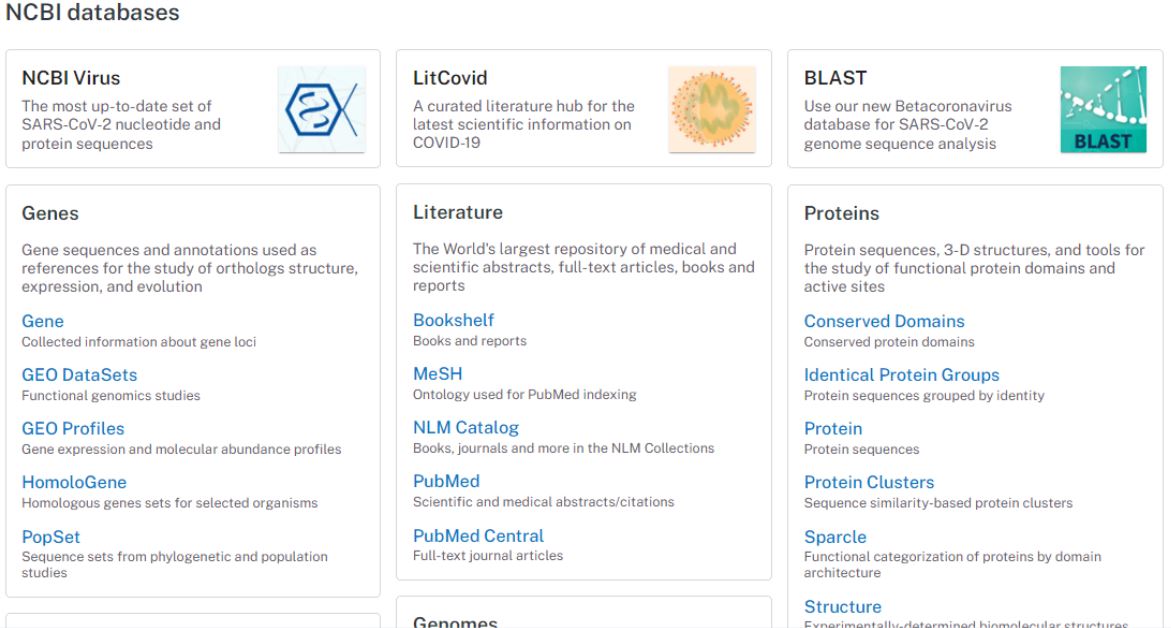 NCBI databases
NCBI Virus
The most up-to-date set of
SARS-CoV-2 nucleotide and
protein sequences
LitCovid
A curated literature hub for the
latest scientific information on
COVID-19
BLAST
Use our new Betacoronavirus
database for SARS-CoV-2
genome sequence analysis
BLAST
Genes
Gene sequences and annotations used as
references for the study of orthologs structure,
expression, and evolution
Gene
Collected information about gene loci
GEO DataSets
Functional genomics studies
GEO Profiles
Gene expression and molecular abundance profiles
HomoloGene
Homologous genes sets for selected organisms
PopSet
Sequence sets from phylogenetic and population
studies
Literature
The World's largest repository of medical and
scientific abstracts, full-text articles, books and
reports
Bookshelf
Books and reports
MeSH
Ontology used for PubMed indexing
NLM Catalog
Books, journals and more in the NLM Collections
PubMed
Scientific and medical abstracts/citations
PubMed Central
Full-text journal articles
Genomes
Proteins
Protein sequences, 3-D structures, and tools for
the study of functional protein domains and
active sites
Conserved Domains
Conserved protein domains
Identical Protein Groups
Protein sequences grouped by identity
Protein
Protein sequences
Protein Clusters
Sequence similarity-based protein clusters
Sparcle
Functional categorization of proteins by domain
architecture
Structure
Experimentally-determined biomolecular structures